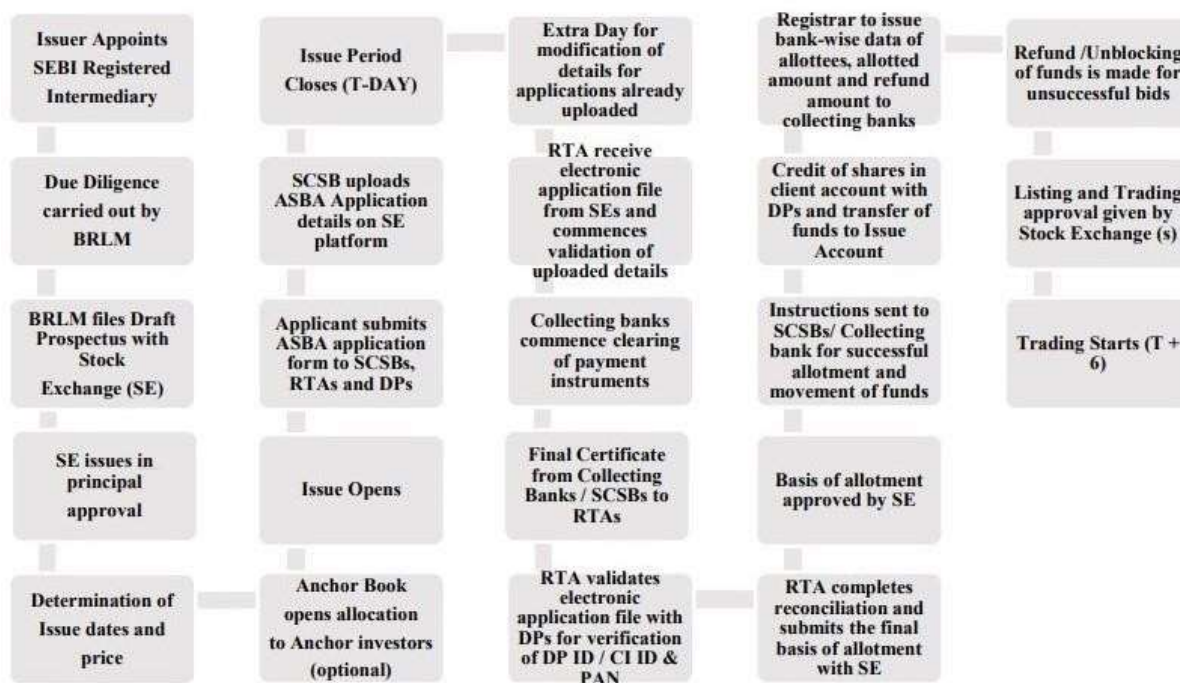 Issuer Appoints
SEBI Registered
Intermediary
Due Diligence
carried out by
BRLM
BRLM files Draft
Prospectus with
Stock
Exchange (SE)
SE issues in
principal
approval
Determination of
Issue dates and
price
Anchor Book
opens allocation
to Anchor investors
(optional)
Issue Opens
Applicant submits
ASBA application
form to SCSBs,
RTAs and DPs
SCSB uploads
ASBA Application
details on SE
platform
Issue Period
Closes (T-DAY)
Extra Day for
modification of
details for
applications already
uploaded
RTA receive
electronic
application file
from SEs and
commences
validation of
uploaded details
Collecting banks
commence clearing
of payment
instruments
Final Certificate
from Collecting
Banks / SCSBs to
RTAs
RTA validates
electronic
application file with
DPs for verification
of DP ID / CI ID &
PAN
RTA completes
reconciliation and
submits the final
basis of allotment
with SE
Basis of allotment
approved by SE
Instructions sent to
SCSBs/ Collecting
bank for successful
allotment and
movement of funds
Credit of shares in
client account with
DPs and transfer of
funds to Issue
Account
Registrar to issue
bank-wise data of
allottees, allotted
amount and refund
amount to
collecting banks
Refund /Unblocking
of funds is made for
unsuccessful bids
Listing and Trading
approval given by
Stock Exchange (s)
Trading Starts (T +
6)